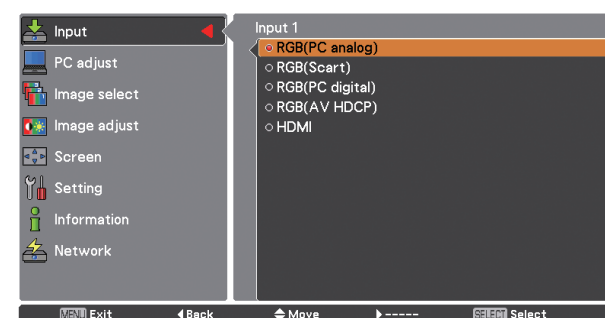 Input
PC adjust
Image select
Image adjust
Screen
Setting
Information
Network
Input 1
RGB(PC analog)
RGB(Scart)
RGB(PC digital)
RGB(AV HDCP)
HDMI
MENU Exit
Back
Move
-----
SELECT Select